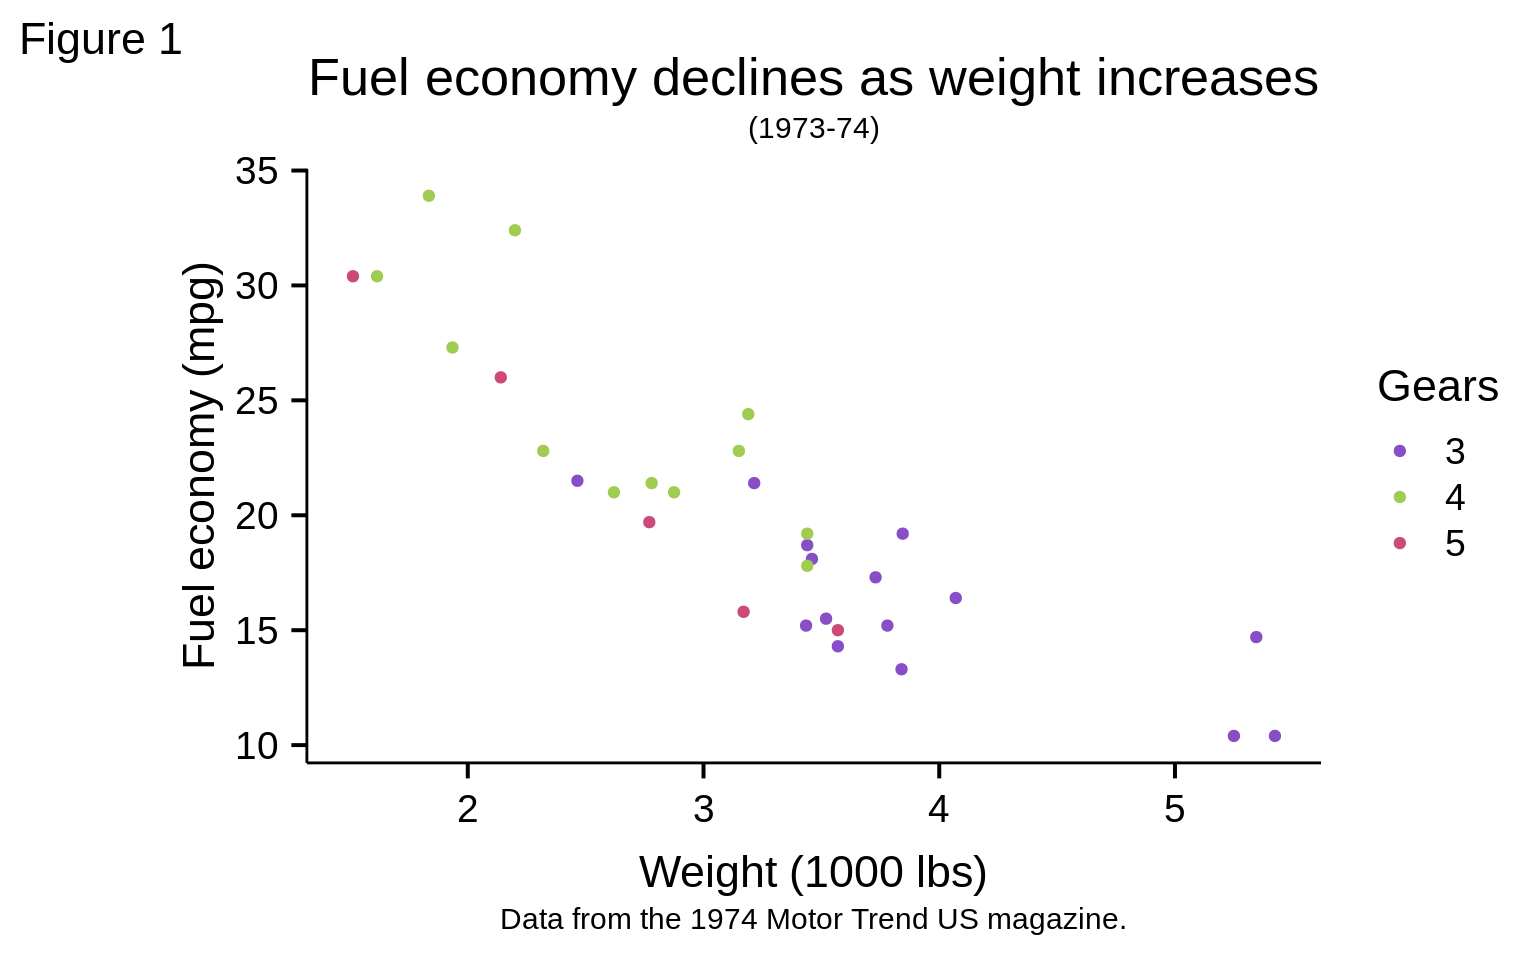 Figure 1
Fuel economy declines as weight increases
(1973-74)
Fuel economy (mpg)
35
30
25
20
15
10
2 3 4 5
Weight (1000 lbs)
Data from the 1974 Motor Trend US magazine.
Gears
3
4
5